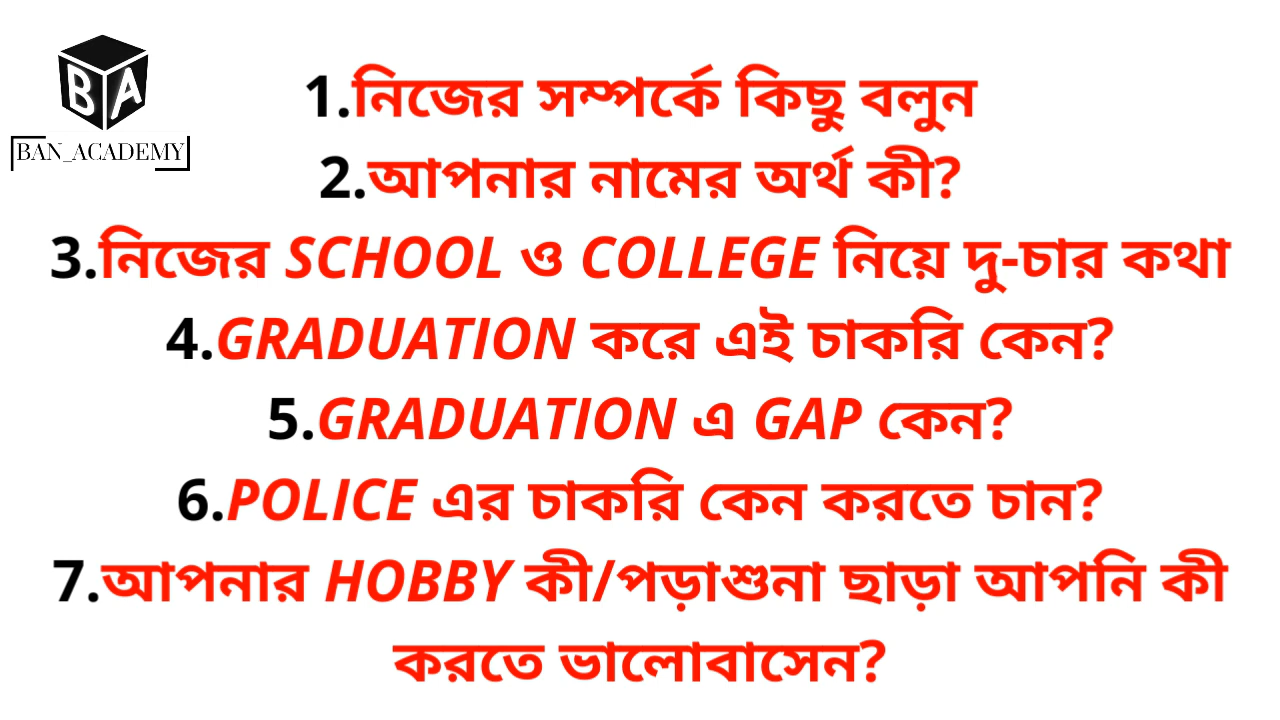 BA
BAN_ACADEMY
1.নিজের সম্পর্কে কিছু বলুন
2.আপনার নামের অর্থ কী?
3.নিজের SCHOOL ও COLLEGE নিয়ে দু-চার কথা
4.GRADUATION করে এই চাকরি কেন?
5.GRADUATION এ GAP কেন?
6.POLICE এর চাকরি কেন করতে চান?
7.আপনার HOBBY কী/পড়াশুনা ছাড়া আপনি কী
করতে ভালোবাসেন?